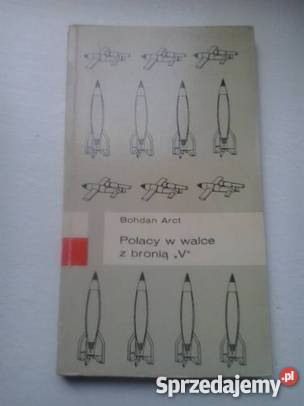 Bohdan Arct
Polacy w walce
z bronią „V"
Sprzedajemy.pl